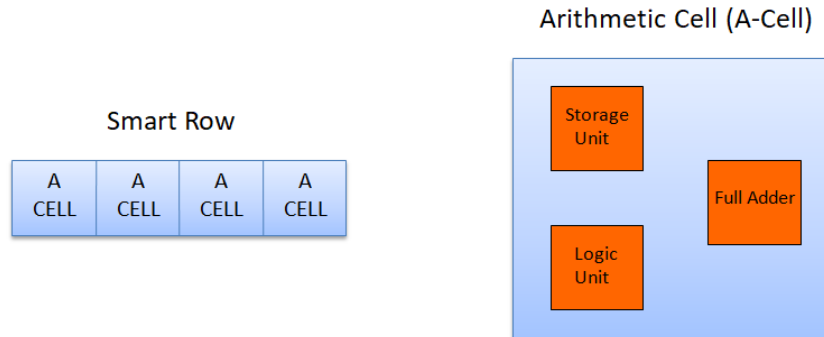 Arithmetic Cell (A-Cell)
Smart Row
A
CELL
A
CELL
A
CELL
A
CELL
Storage
Unit
Full Adder
Logic
Unit